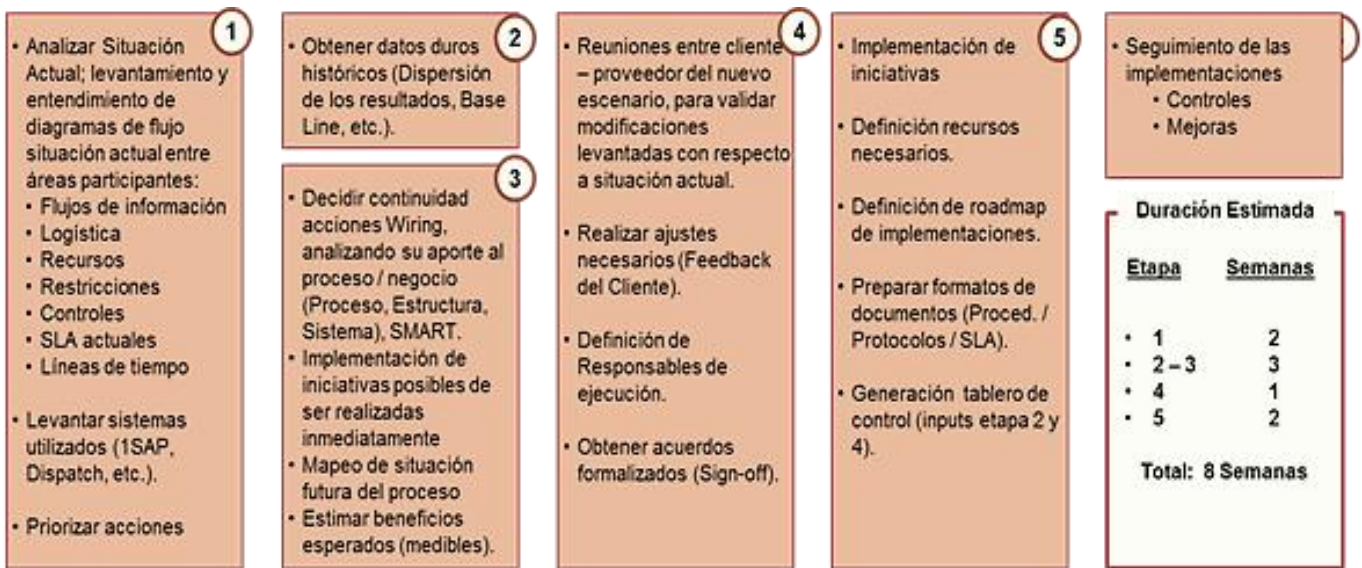 1
• Analizar Situación
Actual; levantamiento y
entendimiento de
diagramas de flujo
situación actual entre
áreas participantes:
• Flujos de información
• Logística
• Recursos
• Restricciones
• Controles
• SLA actuales
• Líneas de tiempo
• Levantar sistemas
utilizados (1SAP,
Dispatch, etc.).
• Priorizar acciones
2
• Obtener datos duros
históricos (Dispersión
de los resultados, Base
Line, etc.).
3
• Decidir continuidad
acciones Wiring,
analizando su aporte al
proceso / negocio
(Proceso, Estructura,
Sistema), SMART.
• Implementación de
iniciativas posibles de
ser realizadas
inmediatamente
• Mapeo de situación
futura del proceso
• Estimar beneficios
esperados (medibles).
4
• Reuniones entre cliente
– proveedor del nuevo
escenario, para validar
modificaciones
levantadas con respecto
a situación actual.
• Realizar ajustes
necesarios (Feedback
del Cliente).
• Definición de
Responsables de
ejecución.
• Obtener acuerdos
formalizados (Sign-off).
5
• Implementación de
iniciativas
• Definición recursos
necesarios.
• Definición de roadmap
de implementaciones.
• Preparar formatos de
documentos (Proced. /
Protocolos / SLA).
• Generación tablero de
control (inputs etapa 2 y
4).
• Seguimiento de las
implementaciones
• Controles
• Mejoras
Duración Estimada
Etapa Semanas
• 1 2
• 2 – 3 3
• 4 1
• 5 2
Total: 8 Semanas